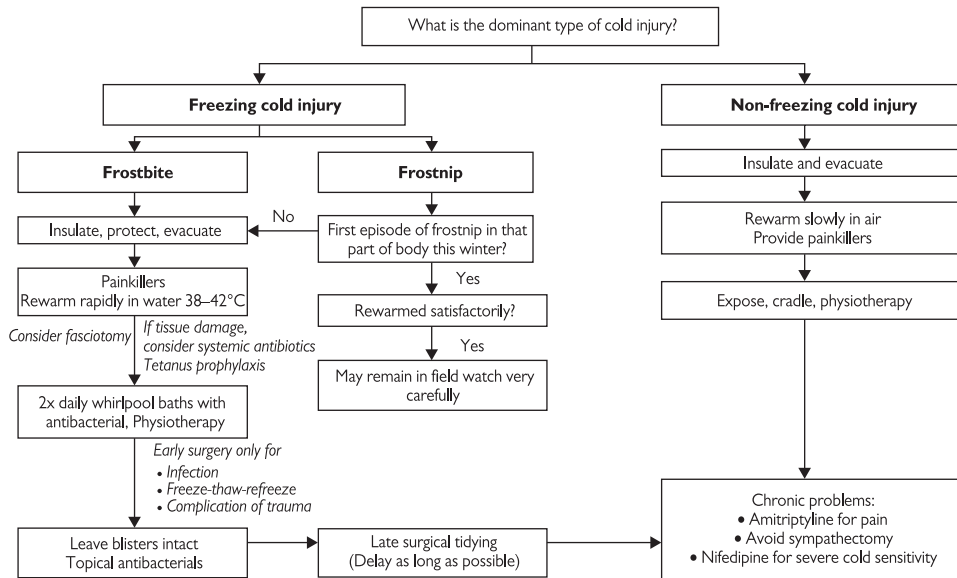 What is the dominant type of cold injury?
Freezing cold injury
Non-freezing cold injury
Frostbite
Frostnip
Insulate and evacuate
Insulate, protect, evacuate
No
First episode of frostnip in that
part of body this winter?
Rewarm slowly in air
Provide painkillers
Painkillers
Rewarm rapidly in water 38–42°C
Yes
Rewarmed satisfactorily?
Expose, cradle, physiotherapy
Consider fasciotomy
If tissue damage,
consider systemic antibiotics
Tetanus prophylaxis
Yes
May remain in field watch very
carefully
2x daily whirlpool baths with
antibacterial, Physiotherapy
Early surgery only for
• Infection
• Freeze-thaw-refreeze
• Complication of trauma
Leave blisters intact
Topical antibacterials
Late surgical tidying
(Delay as long as possible)
Chronic problems:
• Amitriptyline for pain
• Avoid sympathectomy
• Nifedipine for severe cold sensitivity